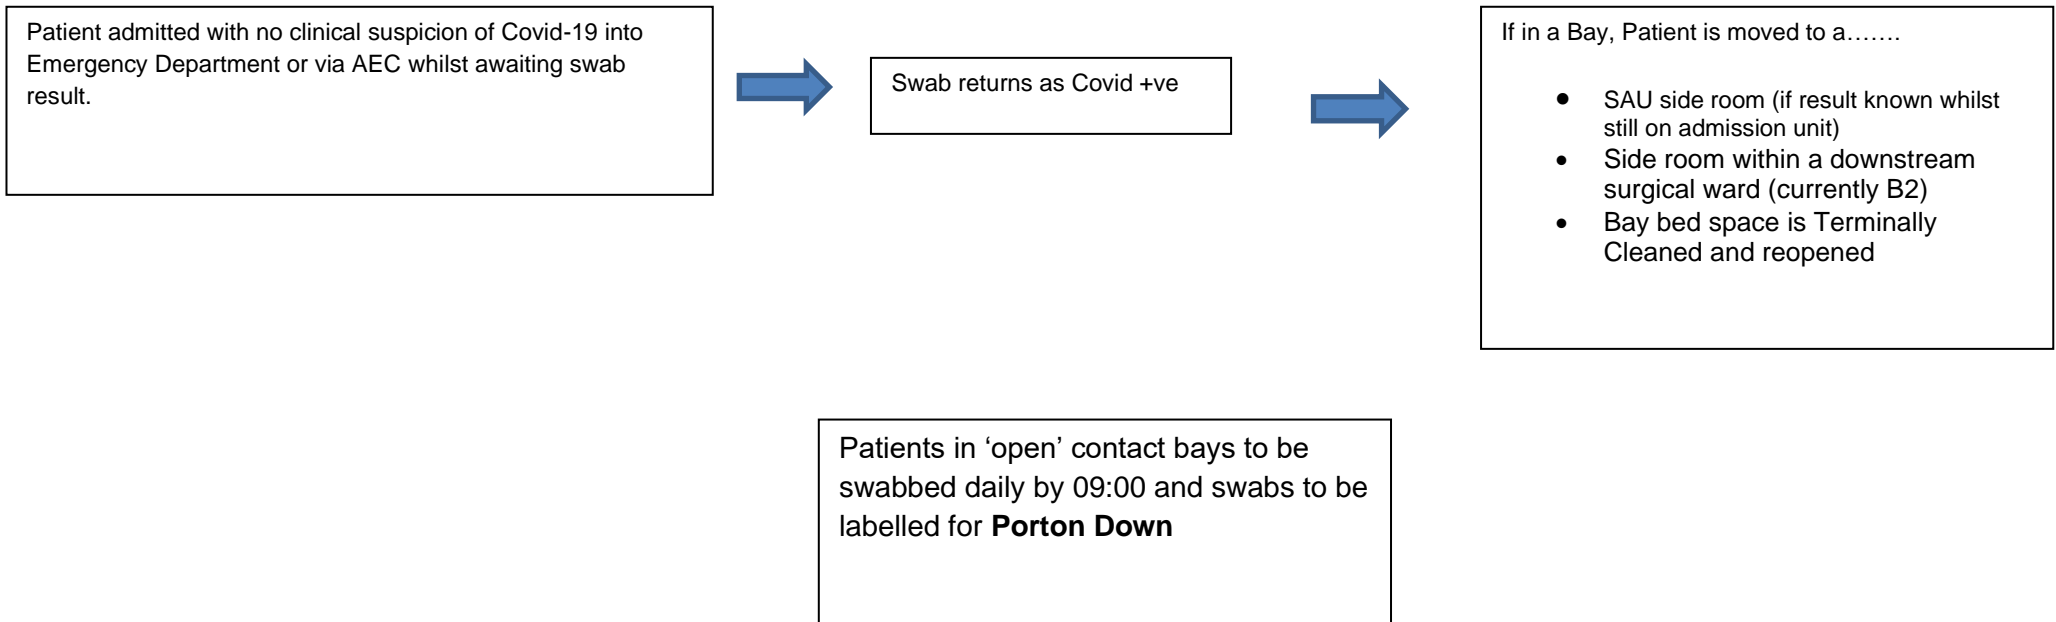 Patient admitted with no clinical suspicion of Covid-19 into
Emergency Department or via AEC whilst awaiting swab
result.
Swab returns as Covid +ve
If in a Bay, Patient is moved to a…….
• SAU side room (if result known whilst
still on admission unit)
• Side room within a downstream
surgical ward (currently B2)
• Bay bed space is Terminally
Cleaned and reopened
Patients in ‘open’ contact bays to be
swabbed daily by 09:00 and swabs to be
labelled for Porton Down